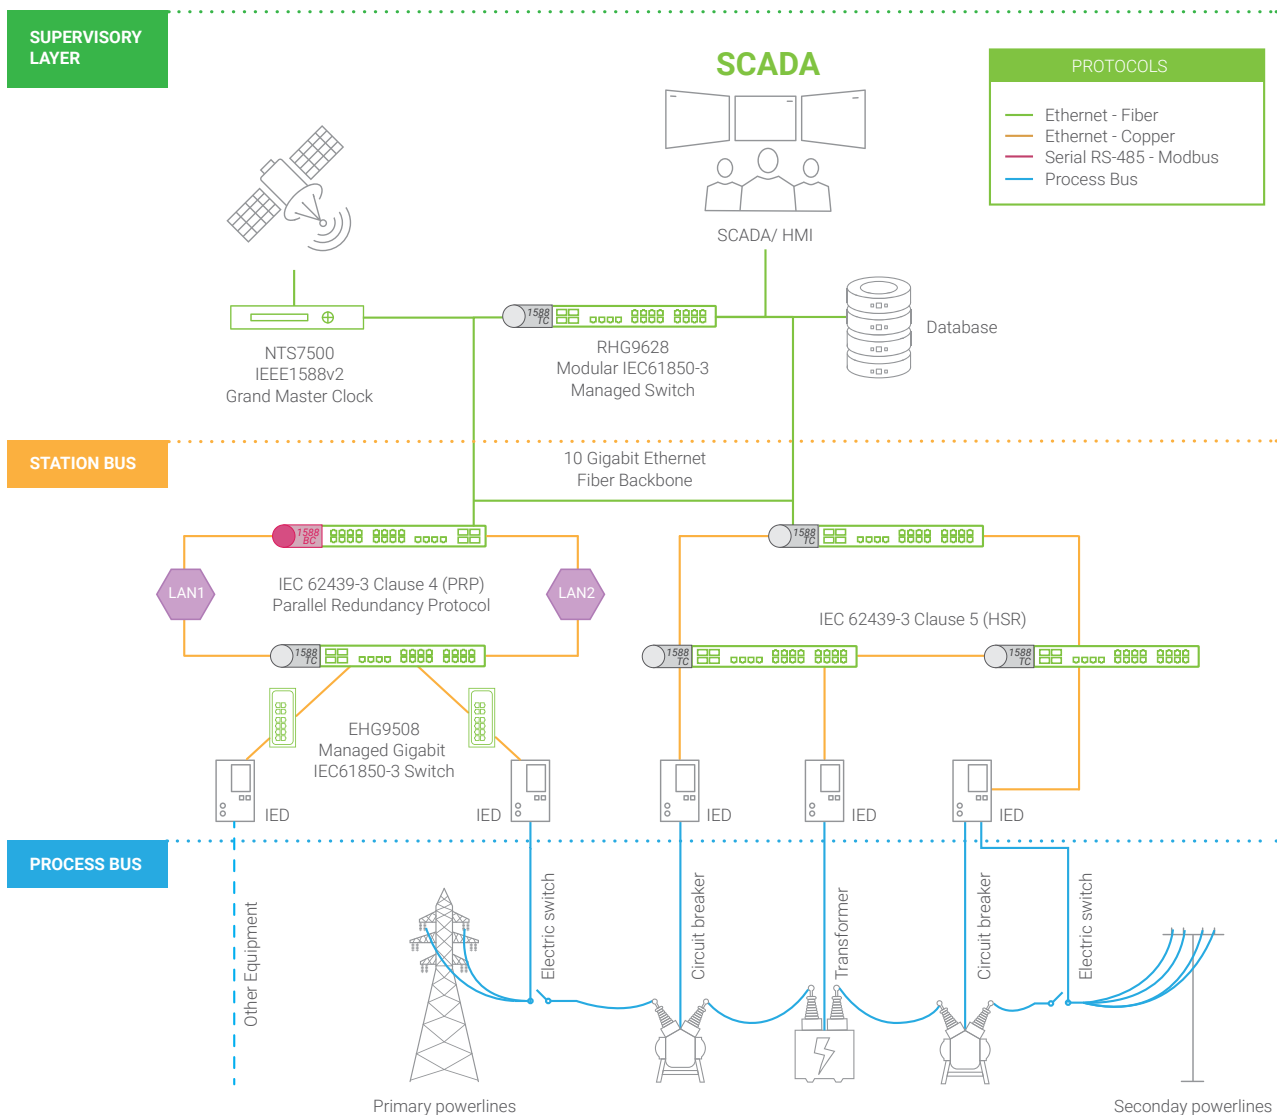 SUPERVISORY
LAYER
SCADA
PROTOCOLS
Ethernet - Fiber
Ethernet - Copper
Serial RS-485 - Modbus
Process Bus
SCADA/ HMI
1588
TC
NTS7500
IEEE1588v2
Grand Master Clock
RHG9628
Modular IEC61850-3
Managed Switch
Database
STATION BUS
10 Gigabit Ethernet
Fiber Backbone
1588
BC
1588
TC
LAN1
IEC 62439-3 Clause 4 (PRP)
Parallel Redundancy Protocol
LAN2
IEC 62439-3 Clause 5 (HSR)
1588
TC
1588
TC
1588
TC
EHG9508
Managed Gigabit
IEC61850-3 Switch
IED
IED
IED
IED
IED
PROCESS BUS
Other Equipment
Electric switch
Circuit breaker
Transformer
Circuit breaker
Electric switch
Primary powerlines
Seconday powerlines